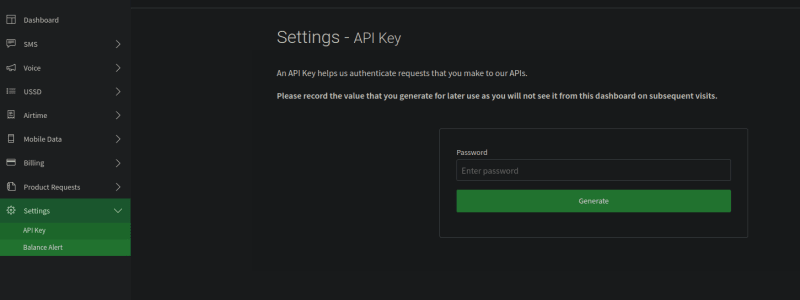 Dashboard
SMS
Voice
USSD
Airtime
Mobile Data
Billing
Product Requests
Settings
API Key
Balance Alert
Settings - API Key
An API Key helps us authenticate requests that you make to our APIs.
Please record the value that you generate for later use as you will not see it from this dashboard on subsequent visits.
Password
Enter password
Generate